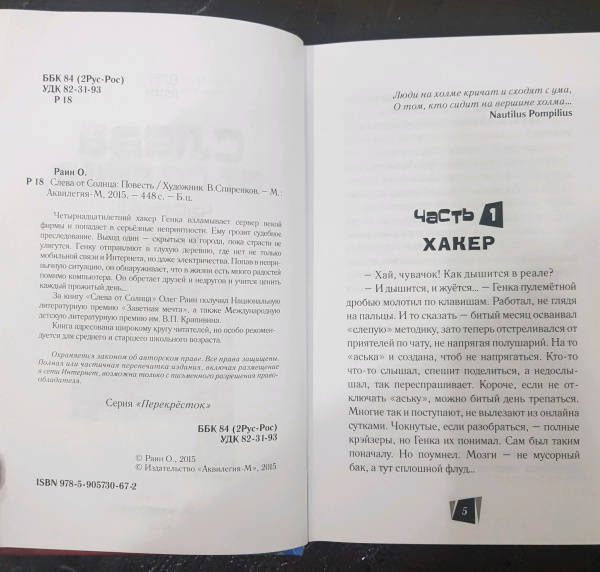 ББК 84 (2Рус-Рос)
УДК 82-31-93
Р 18
Раин О.
Р 18 Слева от Солнца: Повесть / Художник В.Спиренков. — М.:
Аквилегия-М, 2015. — 448 с. — Б.ц.
Четырнадцатилетний хакер Генка взламывает сервер некой
фирмы и попадает в серьёзные неприятности. Ему грозит судебное
преследование. Выход один – скрыться из города, пока страсти не
улягутся. Генку отправляют в глухую деревню, где нет не только
мобильной связи и Интернета, но даже электричества. Попав в непри-
вычную ситуацию, он обнаруживает, что в жизни есть много радостей
помимо компьютера. Он обретает друзей и недругов и учится ценить
каждый прожитый день...
За книгу «Слева от Солнца» Олег Раин получил Национальную
литературную премию «Заветная мечта», а также Международную
детскую литературную премию им. В.П. Крапивина.
Книга адресована широкому кругу читателей, но особо рекомен-
дуется для среднего и старшего школьного возраста.
Охраняется законом об авторском праве. Все права защищены.
Полная или частичная перепечатка издания, включая размещение
в сети Интернет, возможна только с письменного разрешения право-
обладателя.
Серия «Перекрёсток»
ББК 84 (2Рус-Рос)
УДК 82-31-93
© Раин О., 2015
© Издательство «Аквилегия-М», 2015
ISBN 978-5-905730-67-2
Люди на холме кричат и сходят с ума,
О том, кто сидит на вершине холма...
Nautilus Pompilius
Часть 1
ХАКЕР
— Хай, чувачок! Как дышится в реале?
— И дышится, и жуётся... — Генка пулемётной
дробью молотил по клавишам. Работал, не глядя
на пальцы. И то сказать – битый месяц осваивал
«слепую» методику, зато теперь отстреливался от
приятелей по чату, не напрягая полушарий. На то
«аська» и создана, чтоб не напрягаться. Кто-то
что-то слышал, спешит поделиться, а недослы-
шал, так переспрашивает. Короче, если не от-
ключать «аську», можно битый день трепаться.
Многие так и поступают, не вылезают из онлайна
сутками. Чокнутые, если разобраться, – полные
крэйзеры, но Генка их понимал. Сам был таким
поначалу. Но поумнел. Мозги – не мусорный
бак, а тут сплошной флуд...
5